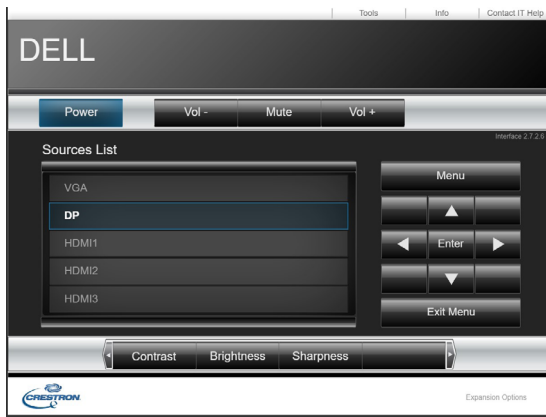 Tools Info Contact IT Help
DELL
Power Vol - Mute Vol +
Interface 2.7.2.6
Sources List
Menu
VGA
DP
HDMI1
Enter
HDMI2
HDMI3
Exit Menu
Contrast Brightness Sharpness
CRESTRON
Expansion Options